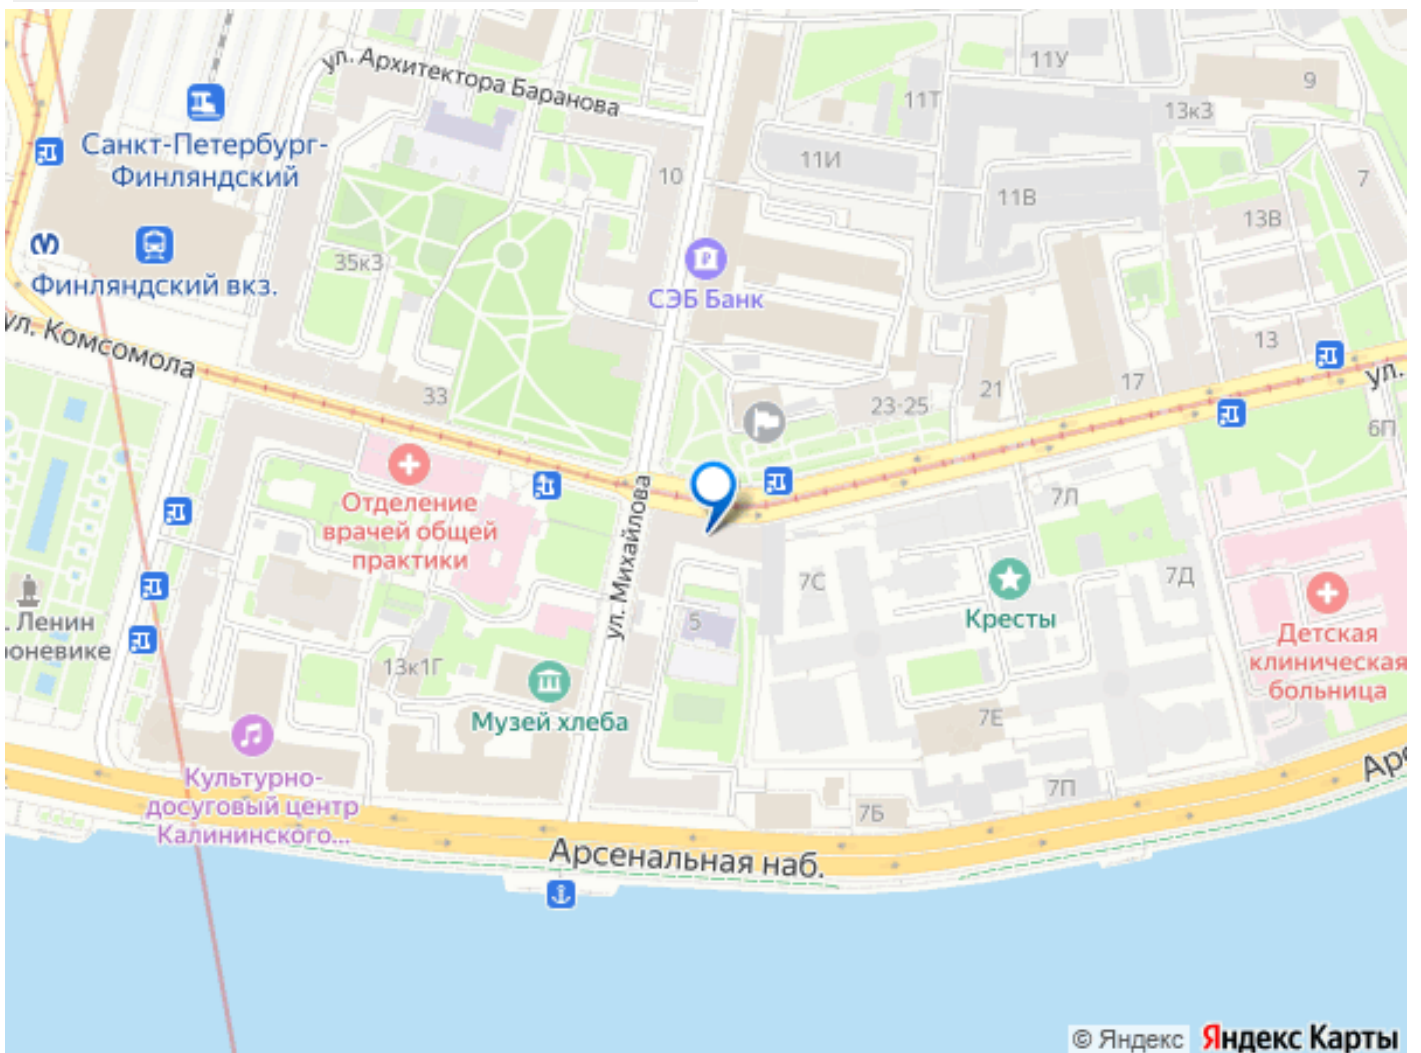 ул. Архитектора Баранова
11У
9
11Т
13к3
Санкт-Петербург-
Финляндский
11И
10
7
11В
13В
35к3
Финляндский вкз.
СЭБ Банк
ул. Комсомола
13
ул.
33
23-25
21
17
6П
Отделение
врачей общей
практики
ул. Михайлова
7Л
7С
7Д
Кресты
Ленин
роневике
5
Детская
клиническая
больница
13к1Г
Музей хлеба
7Е
Культурно-
досуговый центр
Калининского...
7П
7Б
Арсенальная наб.
Арс
© Яндекс Яндекс Карты